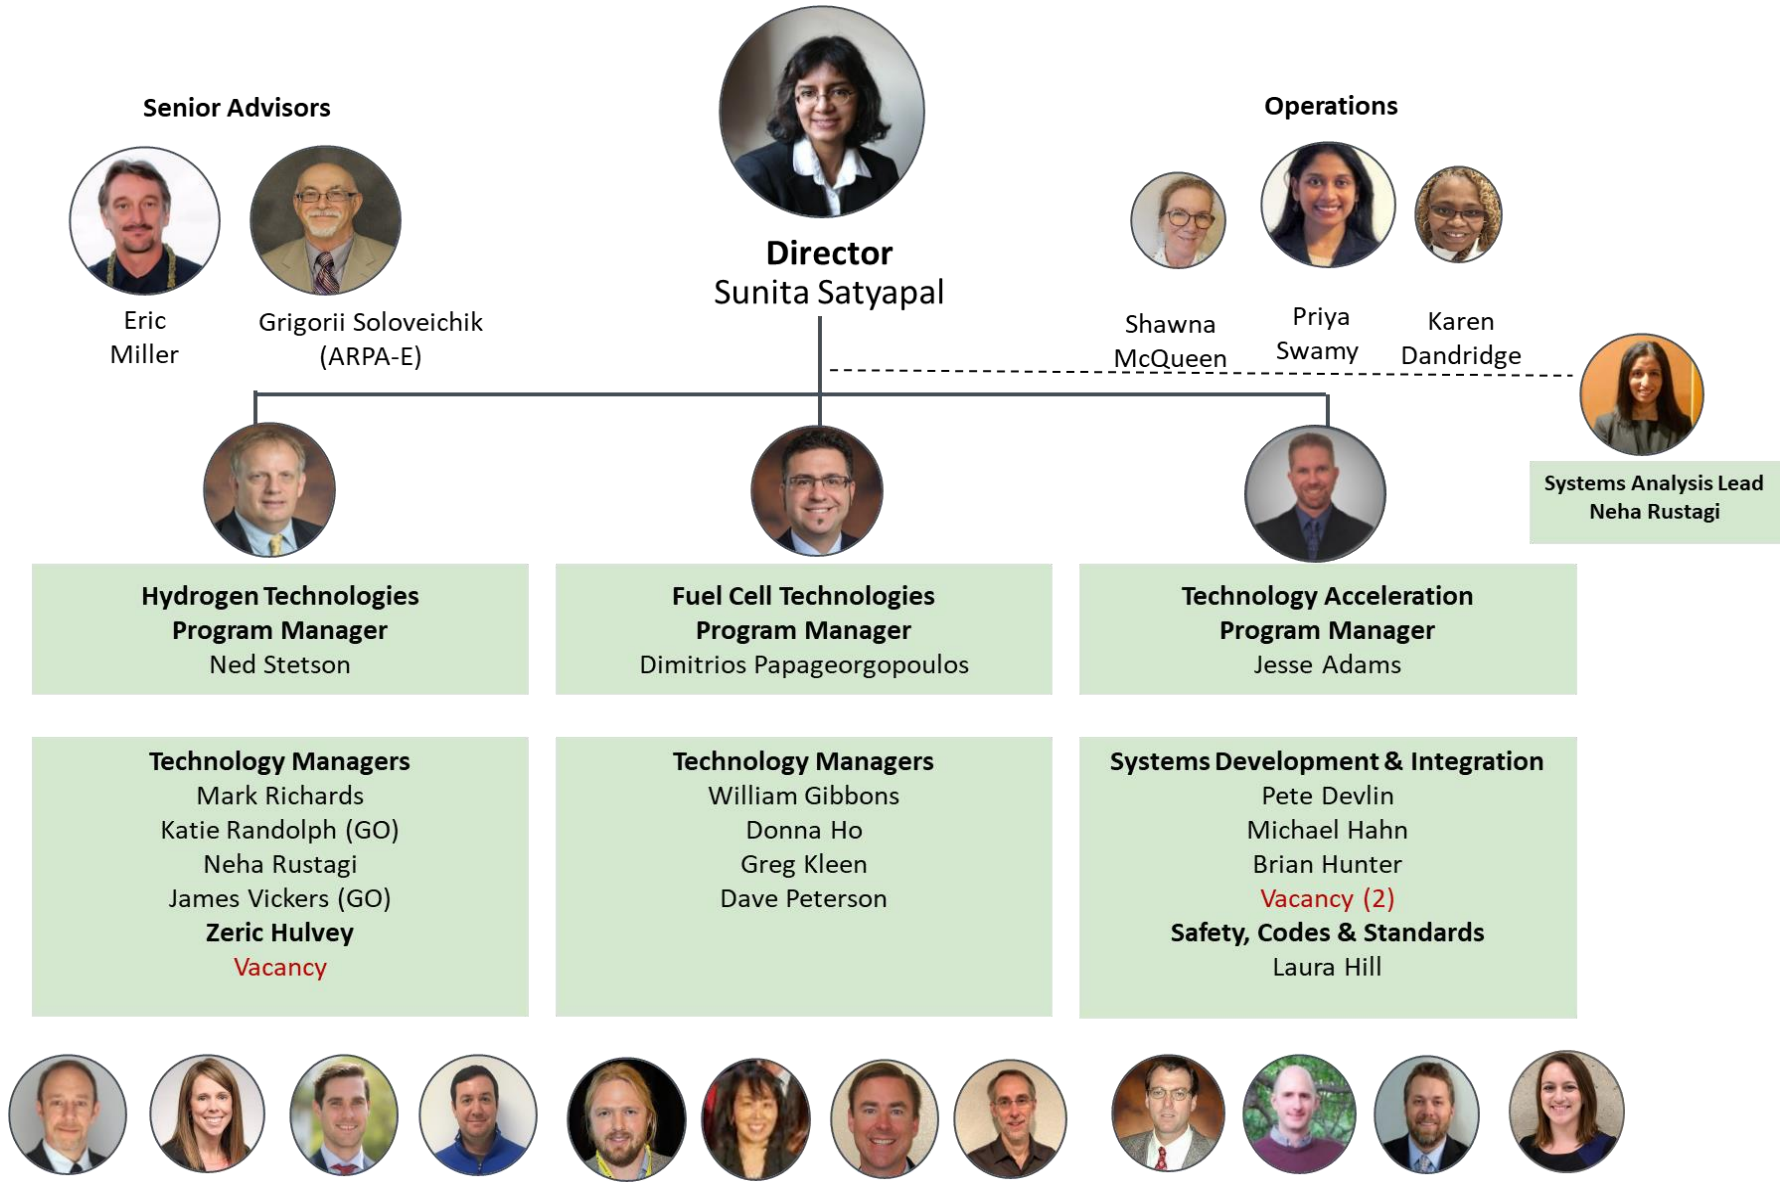 Senior Advisors
Eric
Miller
Grigorii Soloveichik
(ARPA-E)
Director
Sunita Satyapal
Operations
Shawna
McQueen
Priya
Swamy
Karen
Dandridge
Systems Analysis Lead
Neha Rustagi
Hydrogen Technologies
Program Manager
Ned Stetson
Fuel Cell Technologies
Program Manager
Dimitrios Papageorgopoulos
Technology Acceleration
Program Manager
Jesse Adams
Technology Managers
Mark Richards
Katie Randolph (GO)
Neha Rustagi
James Vickers (GO)
Zeric Hulvey
Vacancy
Technology Managers
William Gibbons
Donna Ho
Greg Kleen
Dave Peterson
Systems Development & Integration
Pete Devlin
Michael Hahn
Brian Hunter
Vacancy (2)
Safety, Codes & Standards
Laura Hill